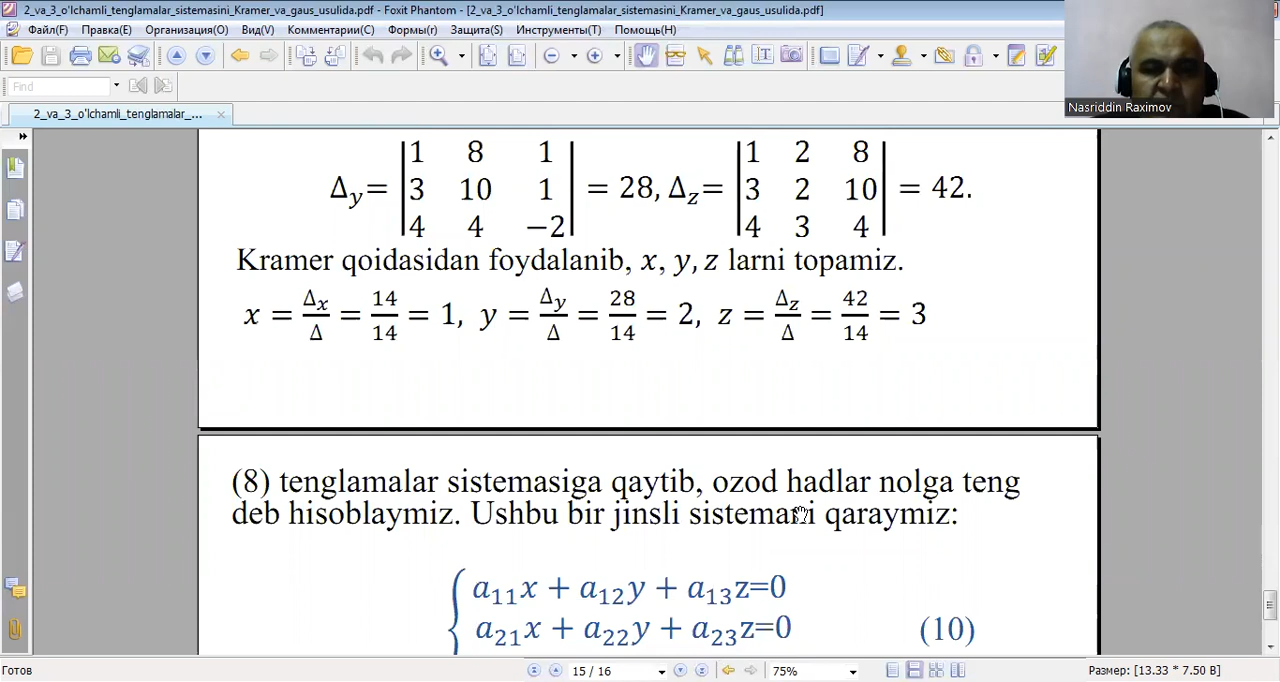 2_va_3_o'lchamli_tenglamalar_sistemasini_Kramer_va_gaus_usulida.pdf - Foxit Phantom - [2_va_3_o'lchamli_tenglamalar_sistemasini_Kramer_va_gaus_usulida.pdf]
Файл(F) Правка(E) Организация(O) Вид(V) Комментарии(C) Формы(r) Защита(S) Инструменты(T) Помощь(H)
Find
Nasriddin Raximov
2_va_3_o'lchamli_tenglamalar_...
Δy= |1 8 1
3 10 1
4 4 −2| = 28, Δz= |1 2 8
3 2 10
4 3 4| = 42.
Kramer qoidasidan foydalanib, x, y, z larni topamiz.
x = Δx/Δ = 14/14 = 1, y = Δy/Δ = 28/14 = 2, z = Δz/Δ = 42/14 = 3
(8) tenglamalar sistemasiga qaytib, ozod hadlar nolga teng
deb hisoblaymiz. Ushbu bir jinsli sistemani qaraymiz:
a₁₁x + a₁₂y + a₁₃z=0
a₂₁x + a₂₂y + a₂₃z=0 (10)
Готово 15 / 16 75% Размер: [13.33 * 7.50 B]